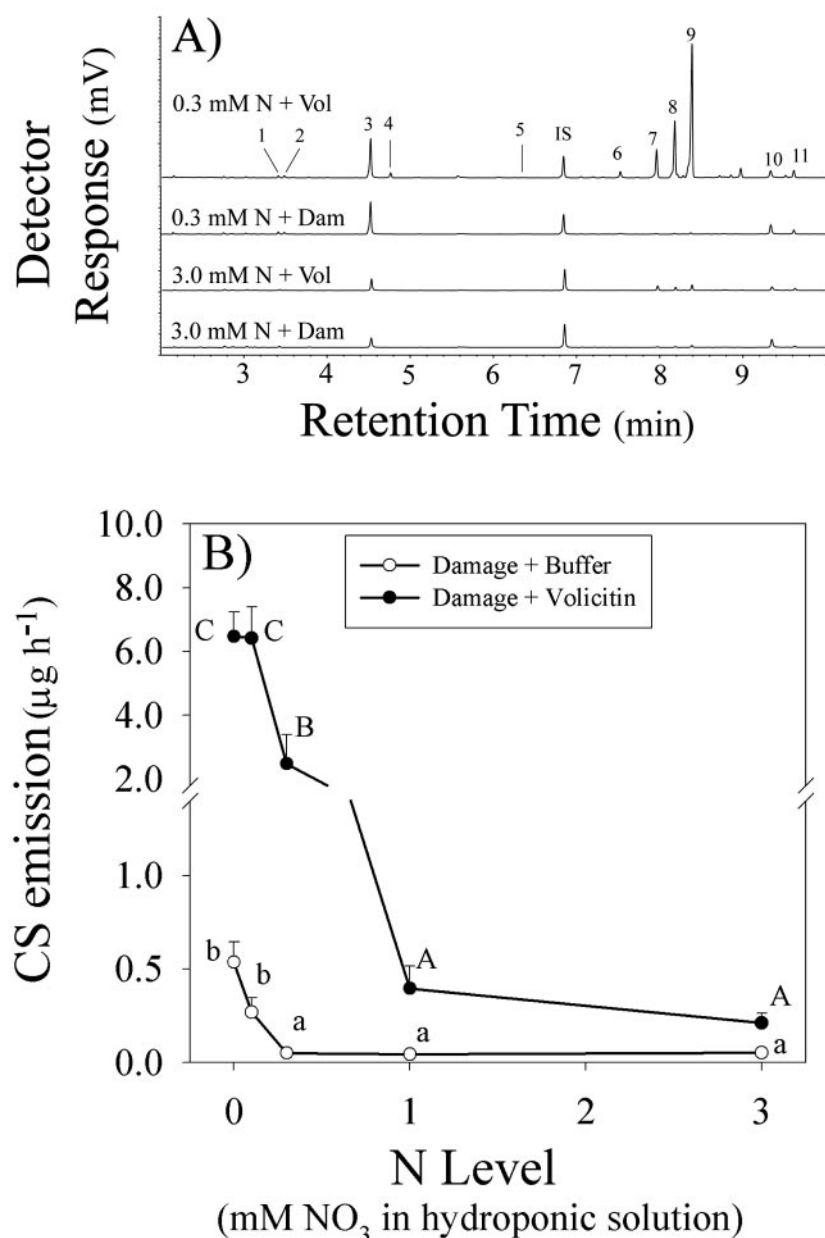 A)
Detector
Response (mV)
0.3 mM N + Vol
1 2 3 4 5 IS 6 7 8 9 10 11
0.3 mM N + Dam
3.0 mM N + Vol
3.0 mM N + Dam
3 4 5 6 7 8 9
Retention Time (min)
B)
CS emission (µg h⁻¹)
10.0
8.0
6.0
4.0
2.0
1.0
0.5
0.0
Damage + Buffer
Damage + Volicitin
C C
B
A
A
b
b
a
a
a
0 1 2 3
N Level
(mM NO₃ in hydroponic solution)